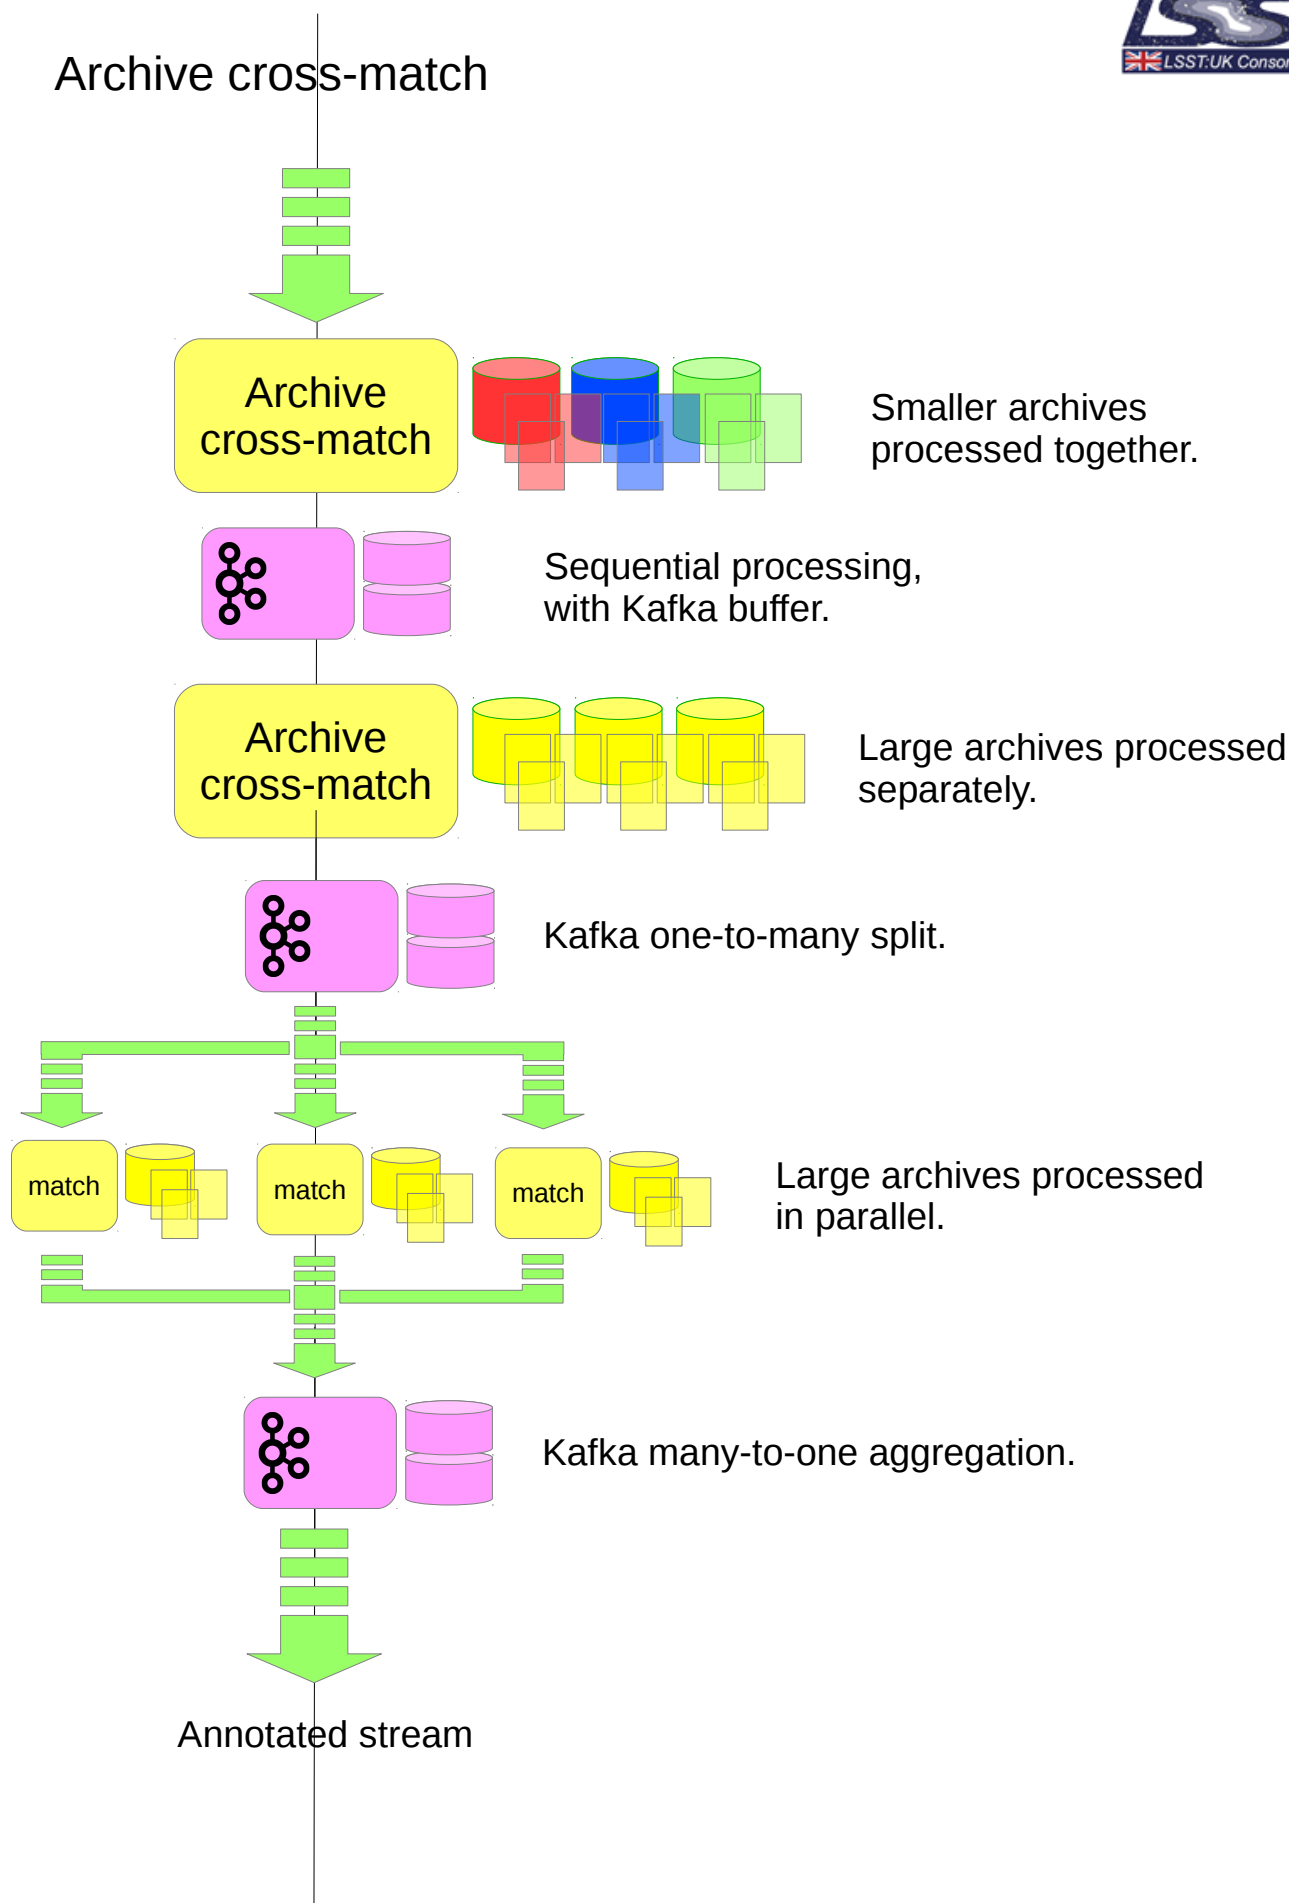 LSST:UK Consor
Archive cross-match
Archive
cross-match
Smaller archives
processed together.
Sequential processing,
with Kafka buffer.
Archive
cross-match
Large archives processed
separately.
Kafka one-to-many split.
match
match
match
Large archives processed
in parallel.
Kafka many-to-one aggregation.
Annotated stream